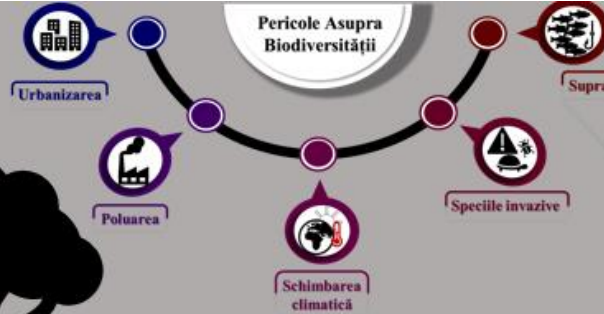 Pericole Asupra
Biodiversității
Urbanizarea
Supra
Poluarea
Speciile invazive
Schimbarea
climatică